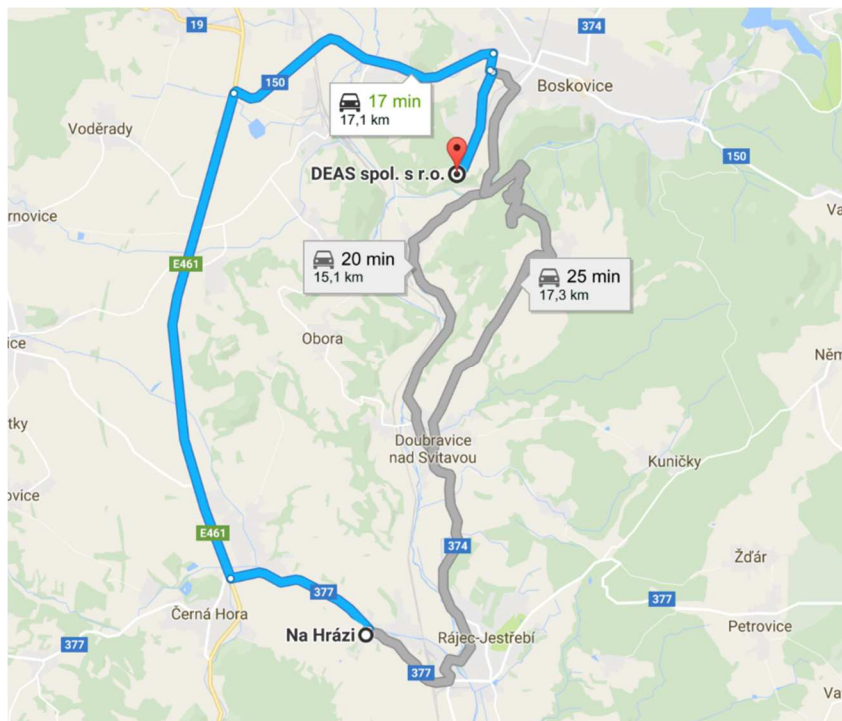 19
374
150
Boskovice
17 min
17,1 km
Voděrady
DEAS spol. s r.o.
150
rnovice
Va
E461
20 min
15,1 km
25 min
17,3 km
Obora
ice
Něm
tky
Doubravice
nad Svitavou
Kuničky
ovice
E461
374
Žďár
377
377
Černá Hora
Petrovice
Na Hrázi
Rájec-Jestřebí
377
377
Va